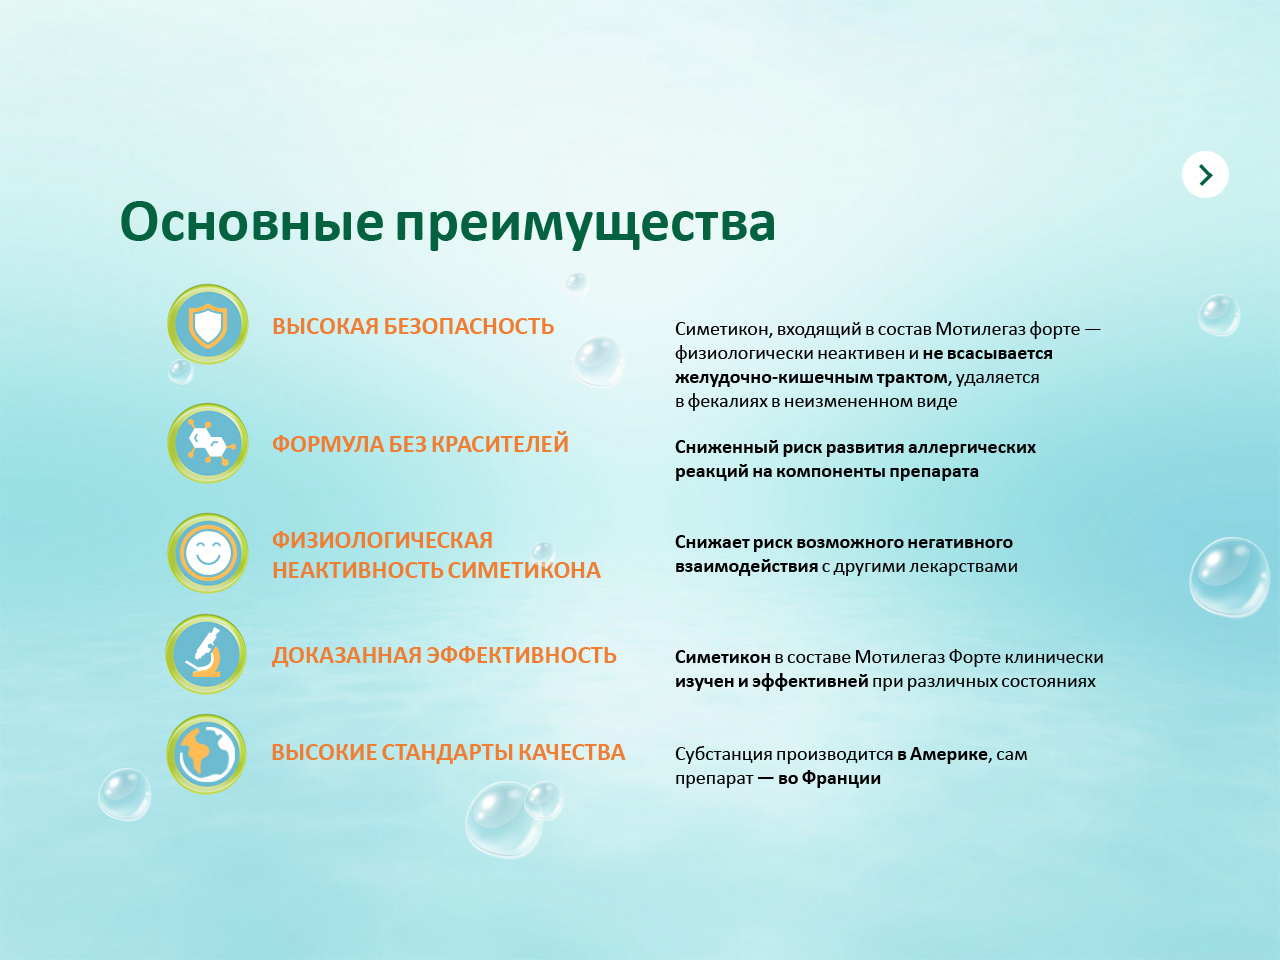 Основные преимущества
ВЫСОКАЯ БЕЗОПАСНОСТЬ
Симетикон, входящий в состав Мотилегаз форте —
физиологически неактивен и не всасывается
желудочно-кишечным трактом, удаляется
в фекалиях в неизмененном виде
ФОРМУЛА БЕЗ КРАСИТЕЛЕЙ
Сниженный риск развития аллергических
реакций на компоненты препарата
ФИЗИОЛОГИЧЕСКАЯ
НЕАКТИВНОСТЬ СИМЕТИКОНА
Снижает риск возможного негативного
взаимодействия с другими лекарствами
ДОКАЗАННАЯ ЭФФЕКТИВНОСТЬ
Симетикон в составе Мотилегаз Форте клинически
изучен и эффективней при различных состояниях
ВЫСОКИЕ СТАНДАРТЫ КАЧЕСТВА
Субстанция производится в Америке, сам
препарат — во Франции